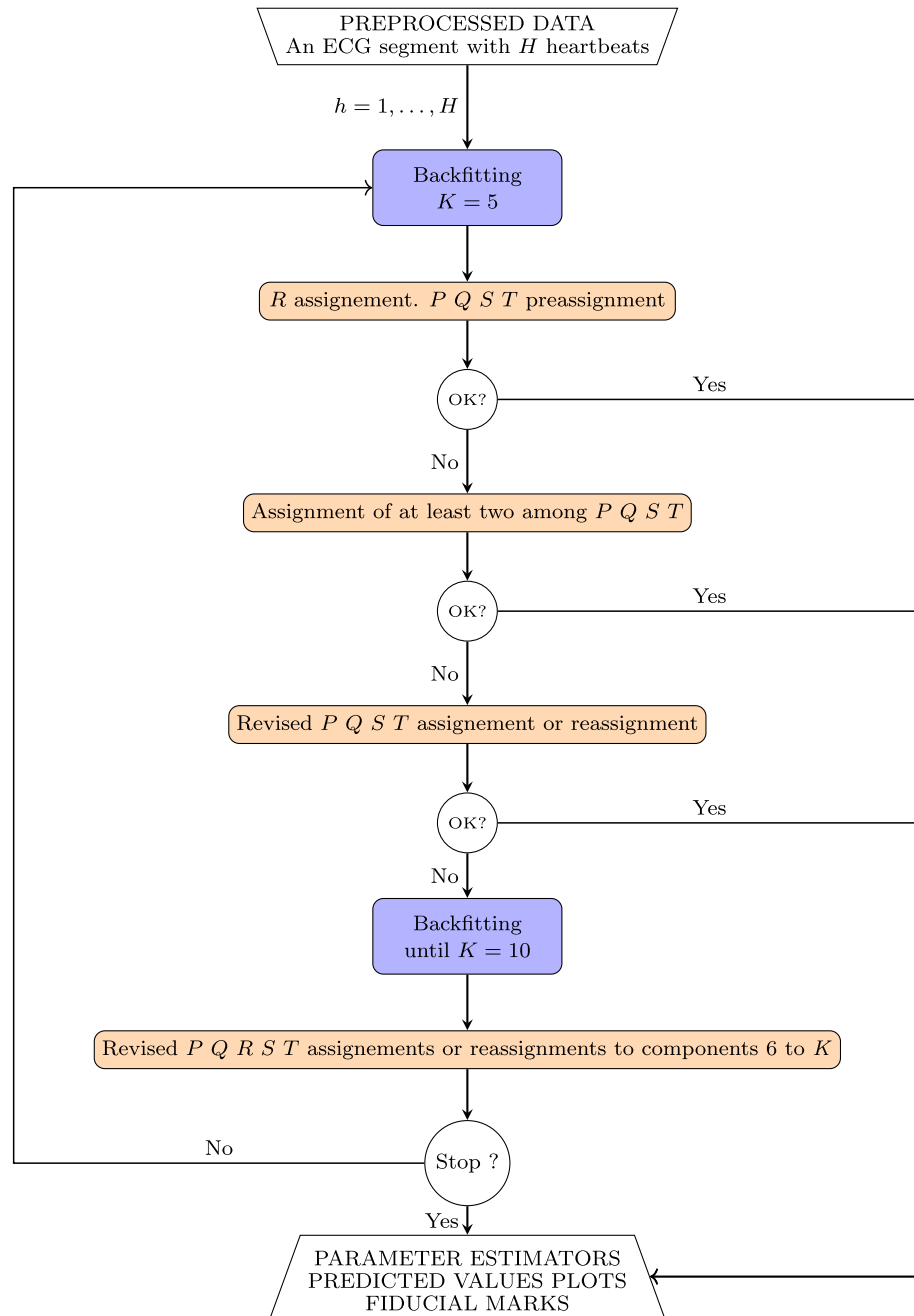 PREPROCESSED DATA
An ECG segment with H heartbeats
h = 1, . . . , H
Backfitting
K = 5
R assignement. P Q S T preassignment
OK?
Yes
No
Assignment of at least two among P Q S T
OK?
Yes
No
Revised P Q S T assignement or reassignment
OK?
Yes
No
Backfitting
until K = 10
Revised P Q R S T assignements or reassignments to components 6 to K
No
Stop ?
Yes
PARAMETER ESTIMATORS
PREDICTED VALUES PLOTS
FIDUCIAL MARKS